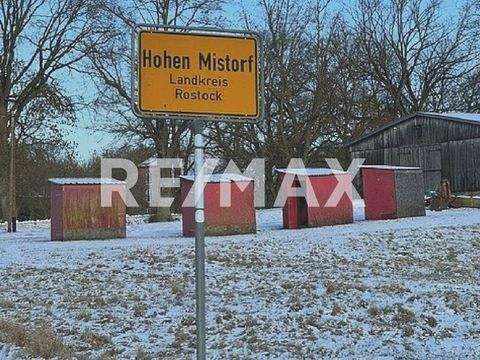 Hohen Mistorf
Landkreis
Rostock
RE/MAX